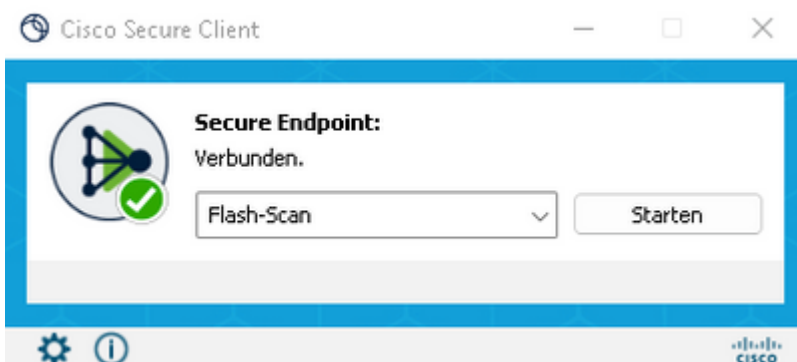 Cisco Secure Client
Secure Endpoint:
Verbunden.
Flash-Scan
Starten
CISCO